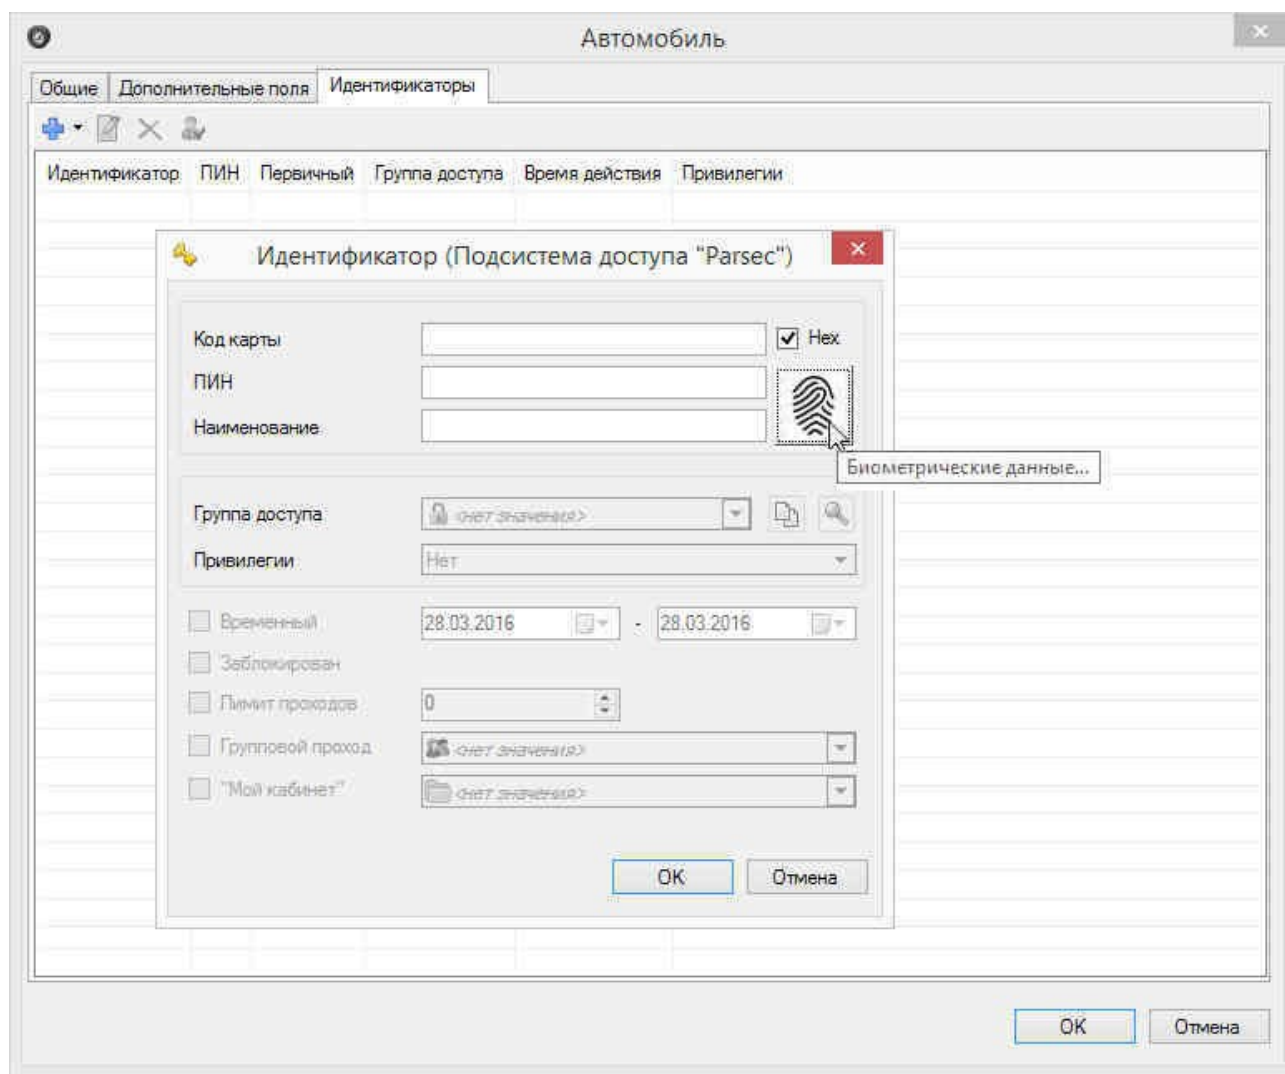 Автомобиль
Общие Дополнительные поля Идентификаторы
Идентификатор ПИН Первичный Группа доступа Время действия Привилегии
Идентификатор (Подсистема доступа "Parsec")
Код карты Hex
ПИН
Наименование
Биометрические данные...
Группа доступа <нет значения>
Привилегии Нет
Временный 28.03.2016 - 28.03.2016
Заблокирован
Лимит проходов 0
Групповой проход <нет значения>
"Мой кабинет" <нет значения>
ОК Отмена
ОК Отмена